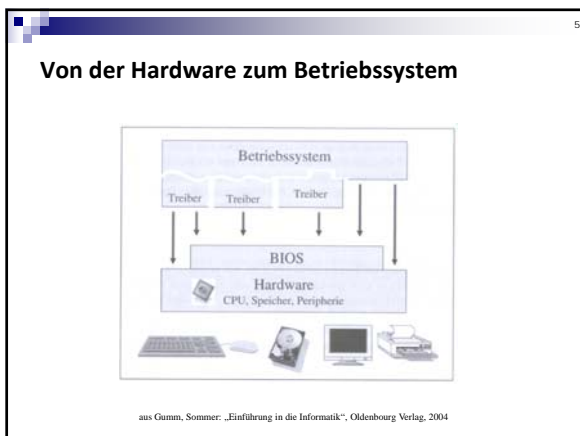 5
Von der Hardware zum Betriebssystem
Betriebssystem
Treiber Treiber Treiber
BIOS
Hardware
CPU, Speicher, Peripherie
aus Gumm, Sommer: „Einführung in die Informatik“, Oldenbourg Verlag, 2004